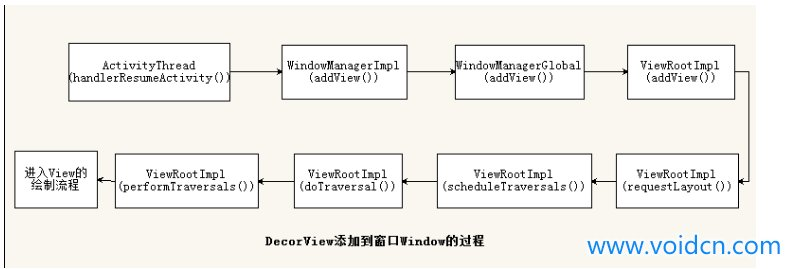 ActivityThread
(handlerResumeActivity())
WindowManagerImpl
(addView())
WindowManagerGlobal
(addView())
ViewRootImpl
(addView())
进入View的
绘制流程
ViewRootImpl
(performTraversals())
ViewRootImpl
(doTraversal())
ViewRootImpl
(scheduleTraversals())
ViewRootImpl
(requestLayout())
DecorView添加到窗口Window的过程
www.voidcn.com